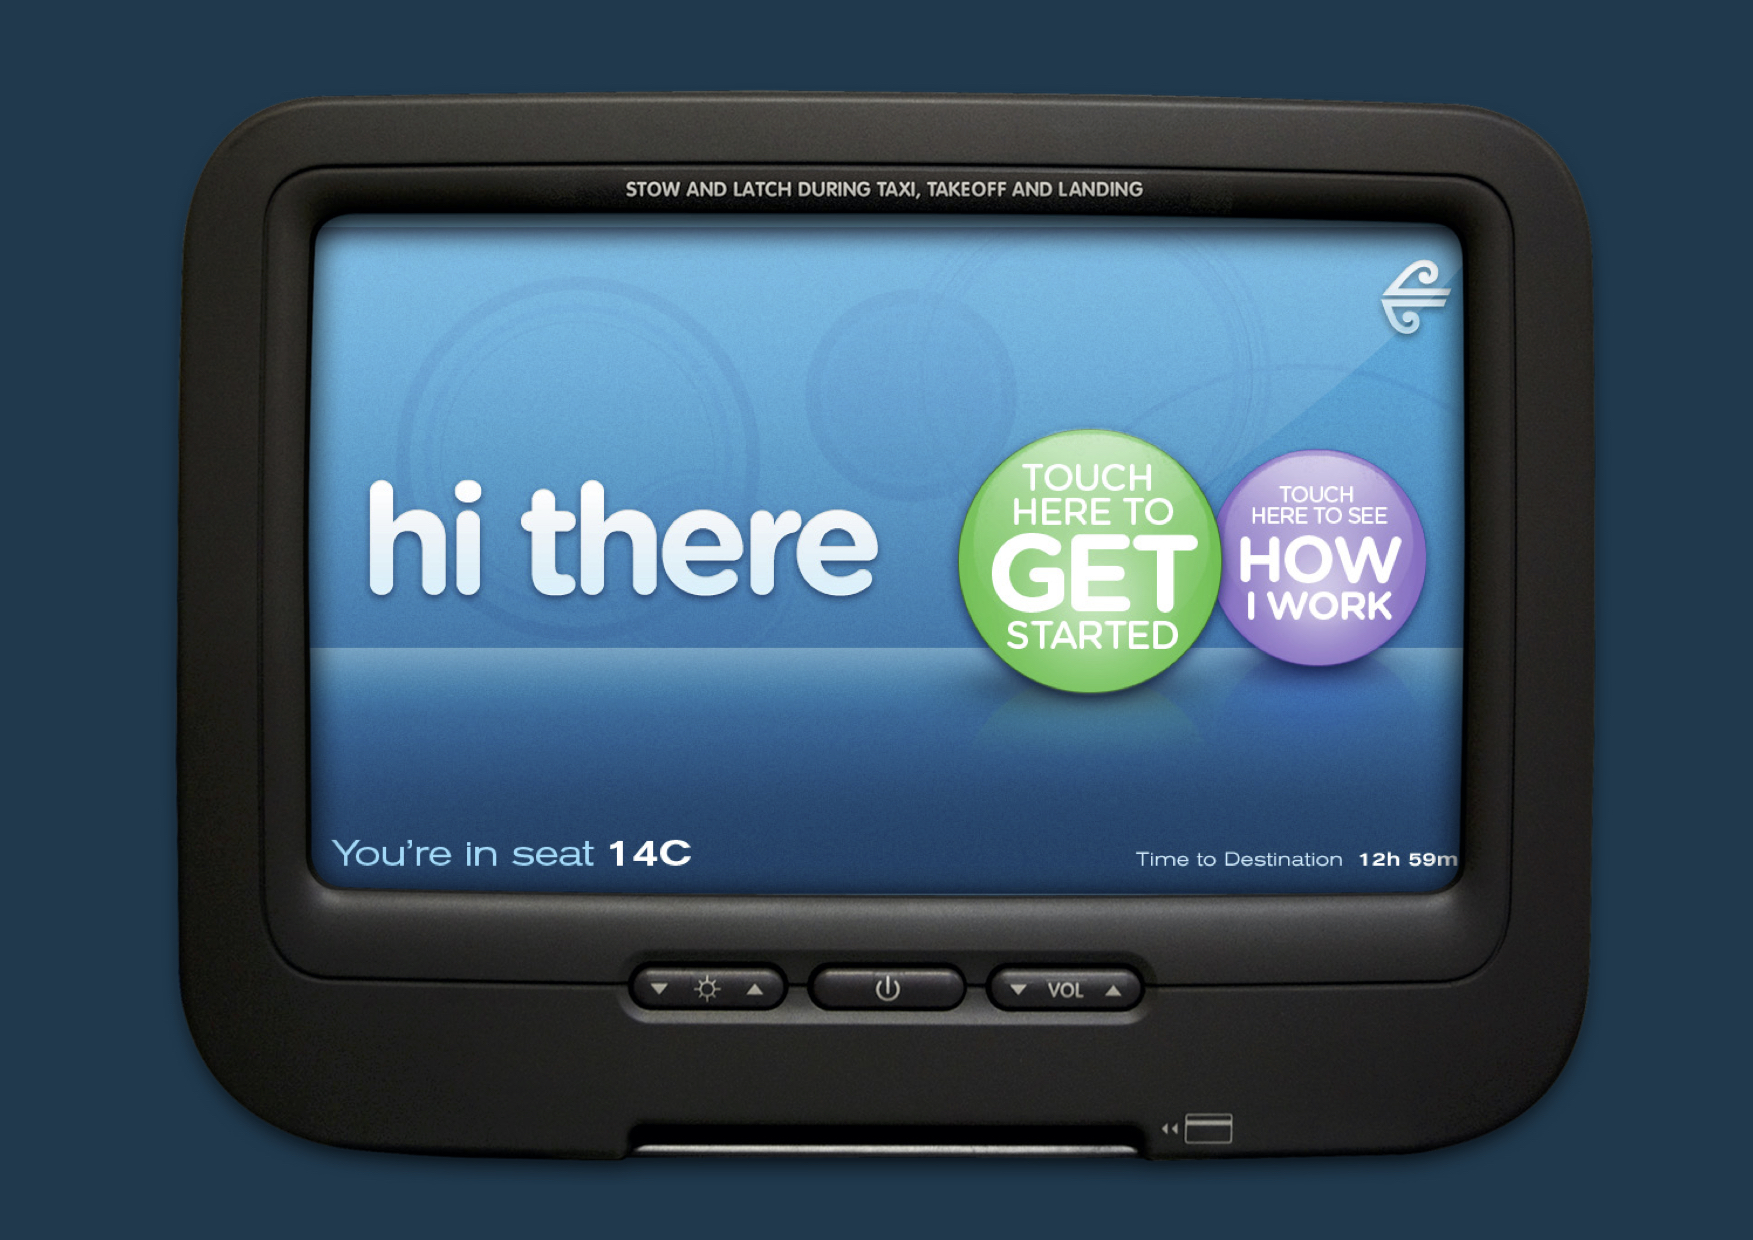 STOW AND LATCH DURING TAXI, TAKEOFF AND LANDING
hi there
TOUCH
HERE TO
GET
STARTED
TOUCH
HERE TO SEE
HOW
I WORK
You're in seat 14C
Time to Destination 12h 59m
VOL